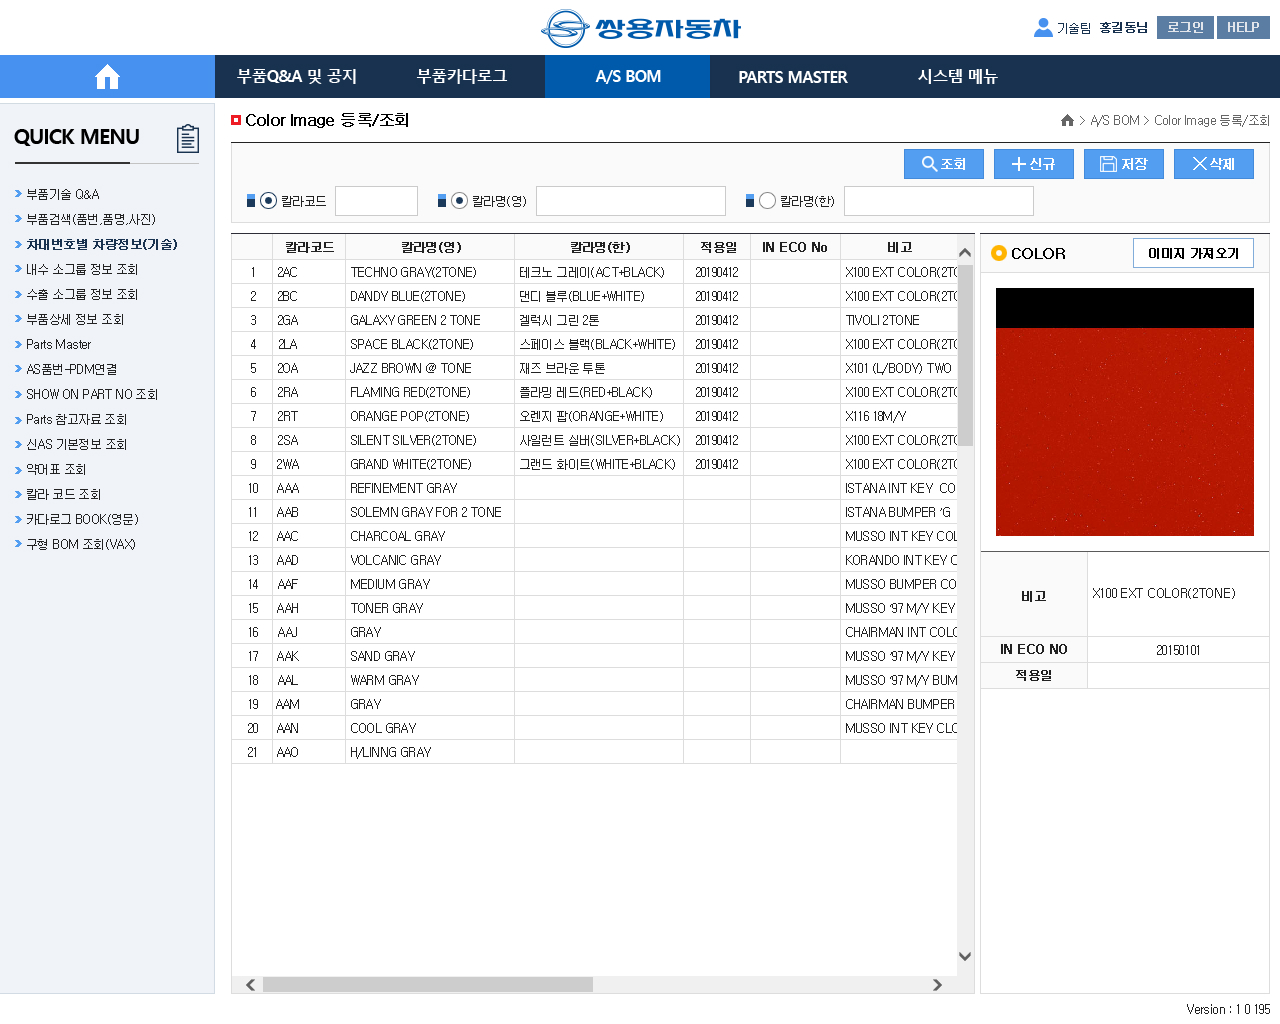 쌍용자동차
기술팀 홍길동님 로그인 HELP
부품Q&A 및 공지 부품카다로그 A/S BOM PARTS MASTER 시스템 메뉴
QUICK MENU
부품기술 Q&A
부품검색(품번,품명,사진)
차대번호별 차량정보(기술)
내수 소그룹 정보 조회
수출 소그룹 정보 조회
부품상세 정보 조회
Parts Master
AS품번-PDM연결
SHOW ON PART NO 조회
Parts 참고자료 조회
신AS 기본정보 조회
약어표 조회
칼라 코드 조회
카다로그 BOOK(영문)
구형 BOM 조회(VAX)
Color Image 등록/조회
A/S BOM > Color Image 등록/조회
조회 신규 저장 삭제
칼라코드 칼라명(영) 칼라명(한)
칼라코드 칼라명(영) 칼라명(한) 적용일 IN ECO No 비고
1 2AC TECHNO GRAY(2TONE) 테크노 그레이(ACT+BLACK) 20190412 X100 EXT COLOR(2TO
2 2BC DANDY BLUE(2TONE) 댄디 블루(BLUE+WHITE) 20190412 X100 EXT COLOR(2TO
3 2GA GALAXY GREEN 2 TONE 겔럭시 그린 2톤 20190412 TIVOLI 2TONE
4 2LA SPACE BLACK(2TONE) 스페이스 블랙(BLACK+WHITE) 20190412 X100 EXT COLOR(2TO
5 2OA JAZZ BROWN @ TONE 재즈 브라운 투톤 20190412 X101 (L/BODY) TWO
6 2RA FLAMING RED(2TONE) 플라밍 레드(RED+BLACK) 20190412 X100 EXT COLOR(2TO
7 2RT ORANGE POP(2TONE) 오렌지 팝(ORANGE+WHITE) 20190412 X116 18M/Y
8 2SA SILENT SILVER(2TONE) 사일런트 실버(SILVER+BLACK) 20190412 X100 EXT COLOR(2TO
9 2WA GRAND WHITE(2TONE) 그랜드 화이트(WHITE+BLACK) 20190412 X100 EXT COLOR(2TO
10 AAA REFINEMENT GRAY ISTANA INT KEY CO
11 AAB SOLEMN GRAY FOR 2 TONE ISTANA BUMPER 'G
12 AAC CHARCOAL GRAY MUSSO INT KEY COL
13 AAD VOLCANIC GRAY KORANDO INT KEY C
14 AAF MEDIUM GRAY MUSSO BUMPER CO
15 AAH TONER GRAY MUSSO '97 M/Y KEY
16 AAJ GRAY CHAIRMAN INT COLO
17 AAK SAND GRAY MUSSO '97 M/Y KEY
18 AAL WARM GRAY MUSSO '97 M/Y BUM
19 AAM GRAY CHAIRMAN BUMPER
20 AAN COOL GRAY MUSSO INT KEY CLO
21 AAO H/LINNG GRAY
COLOR 이미지 가져오기
비고 X100 EXT COLOR(2TONE)
IN ECO NO 20150101
적용일
Version : 1 0 195